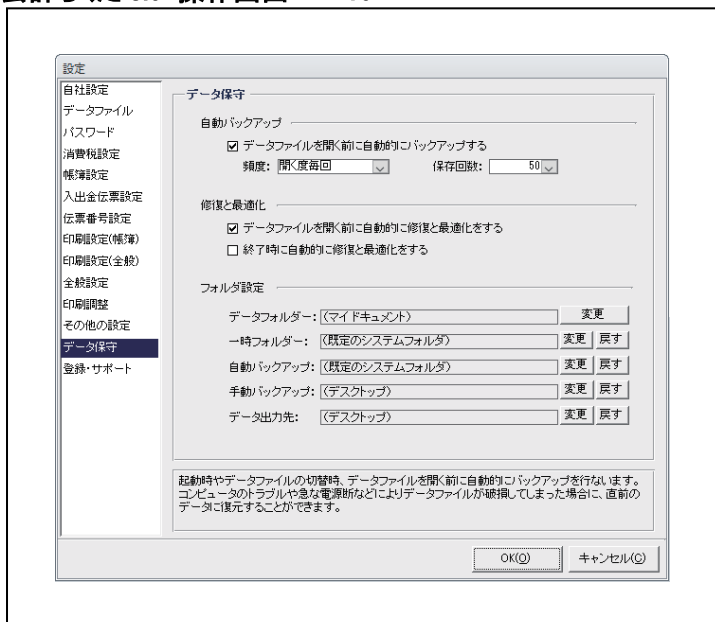 設定
自社設定
データファイル
パスワード
消費税設定
帳簿設定
入出金伝票設定
伝票番号設定
印刷設定(帳簿)
印刷設定(全般)
全般設定
印刷調整
その他の設定
データ保守
登録・サポート
データ保守
自動バックアップ
データファイルを開く前に自動的にバックアップする
頻度: 開く度毎回 保存回数: 50
修復と最適化
データファイルを開く前に自動的に修復と最適化をする
終了時に自動的に修復と最適化をする
フォルダ設定
データフォルダー: (マイドキュメント) 変更
一時フォルダー: (既定のシステムフォルダ) 変更 戻す
自動バックアップ: (既定のシステムフォルダ) 変更 戻す
手動バックアップ: (デスクトップ) 変更 戻す
データ出力先: (デスクトップ) 変更 戻す
起動時やデータファイルの切替時、データファイルを開く前に自動的にバックアップを行ないます。
コンピュータのトラブルや急な電源断などによりデータファイルが破損してしまった場合に、直前の
データに復元することができます。
OK(O) キャンセル(C)